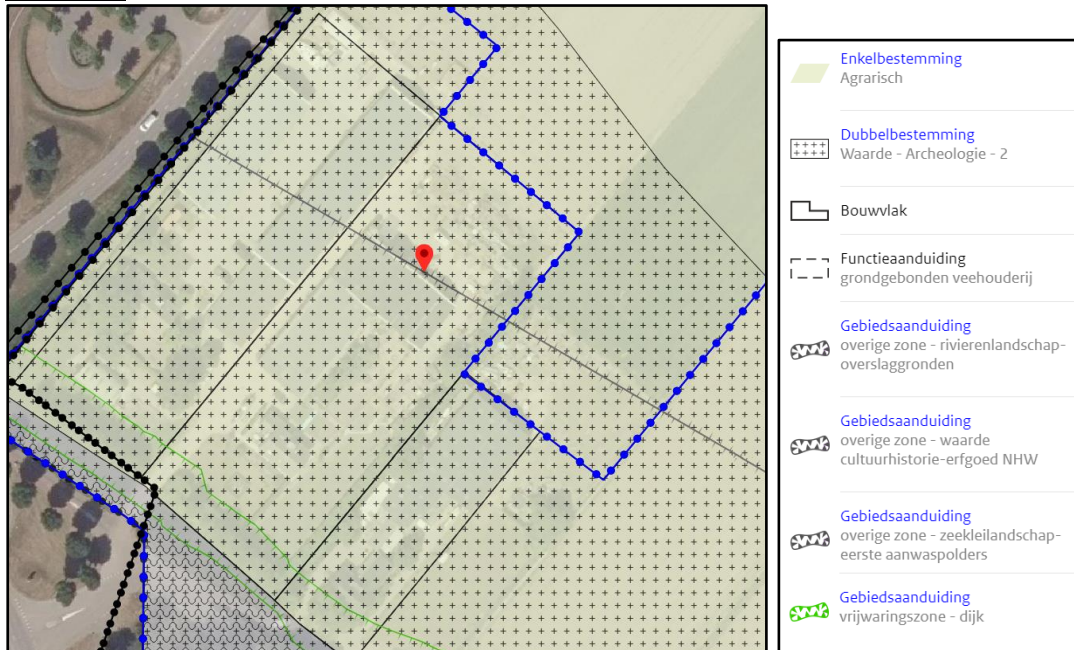 Enkelbestemming
Agrarisch
Dubbelbestemming
Waarde - Archeologie - 2
Bouwvlak
Functieaanduiding
grondgebonden veehouderij
Gebiedsaanduiding
overige zone - rivierenlandschap-
overslaggronden
Gebiedsaanduiding
overige zone - waarde
cultuurhistorie-erfgoed NHW
Gebiedsaanduiding
overige zone - zeekleilandschap-
eerste aanwaspolders
Gebiedsaanduiding
vrijwaringszone - dijk